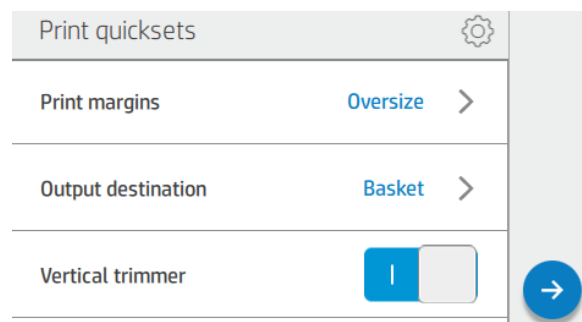 Print quicksets
Print margins Oversize
Output destination Basket
Vertical trimmer